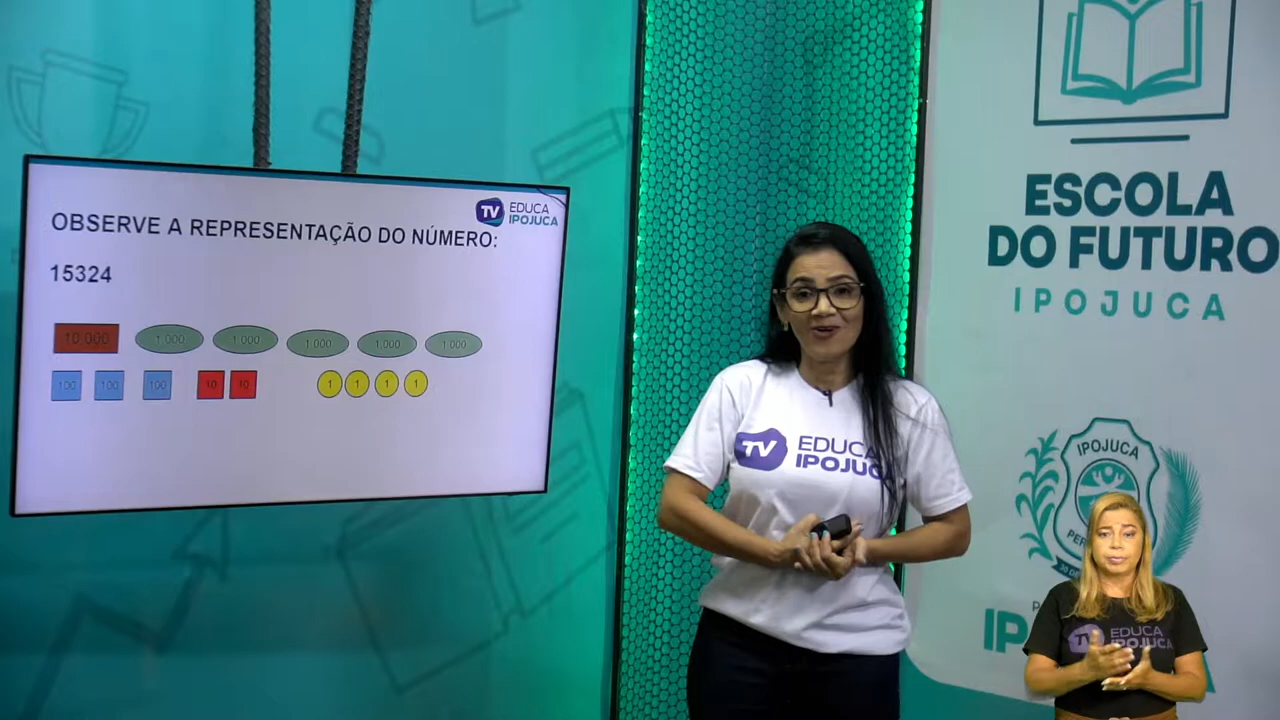 TV EDUCA
IPOJUCA
OBSERVE A REPRESENTAÇÃO DO NÚMERO:
15324
10.000 1.000 1.000 1.000 1.000 1.000
100 100 100 10 10 1 1 1 1
TV EDUCA
IPOJUCA
ESCOLA
DO FUTURO
IPOJUCA
IPOJUCA
TV EDUCA
IPOJUCA